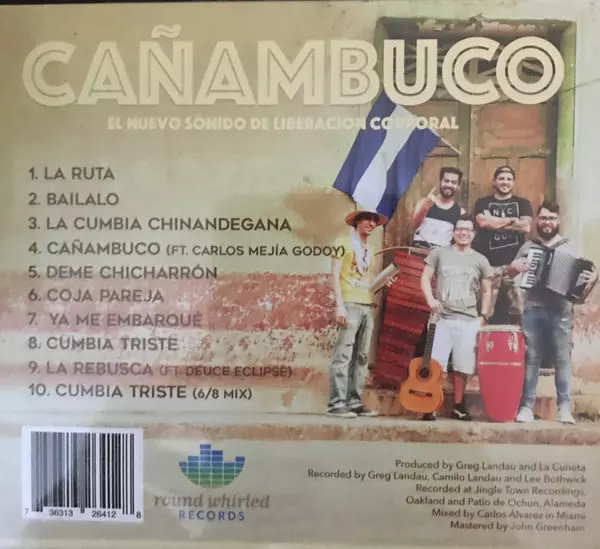 CAÑAMBUCO
EL NUEVO SONIDO DE LIBERACION CORPORAL
1. LA RUTA
2. BAILALO
3. LA CUMBIA CHINANDEGANA
4. CAÑAMBUCO (FT. CARLOS MEJÍA GODOY)
5. DEME CHICHARRÓN
6. COJA PAREJA
7. YA ME EMBARQUÉ
8. CUMBIA TRISTE
9. LA REBUSCA (FT. DEUCE ECLIPSE)
10. CUMBIA TRISTE (6/8 MIX)
7 36313 26412 8
round whirled
RECORDS
Produced by Greg Landau and La Cuneta
Recorded by Greg Landau, Camilo Landau and Lee Bothwick
Recorded at Jingle Town Recordings,
Oakland and Patio de Ochun, Alameda
Mixed by Carlos Alvarez in Miami
Mastered by John Greenham